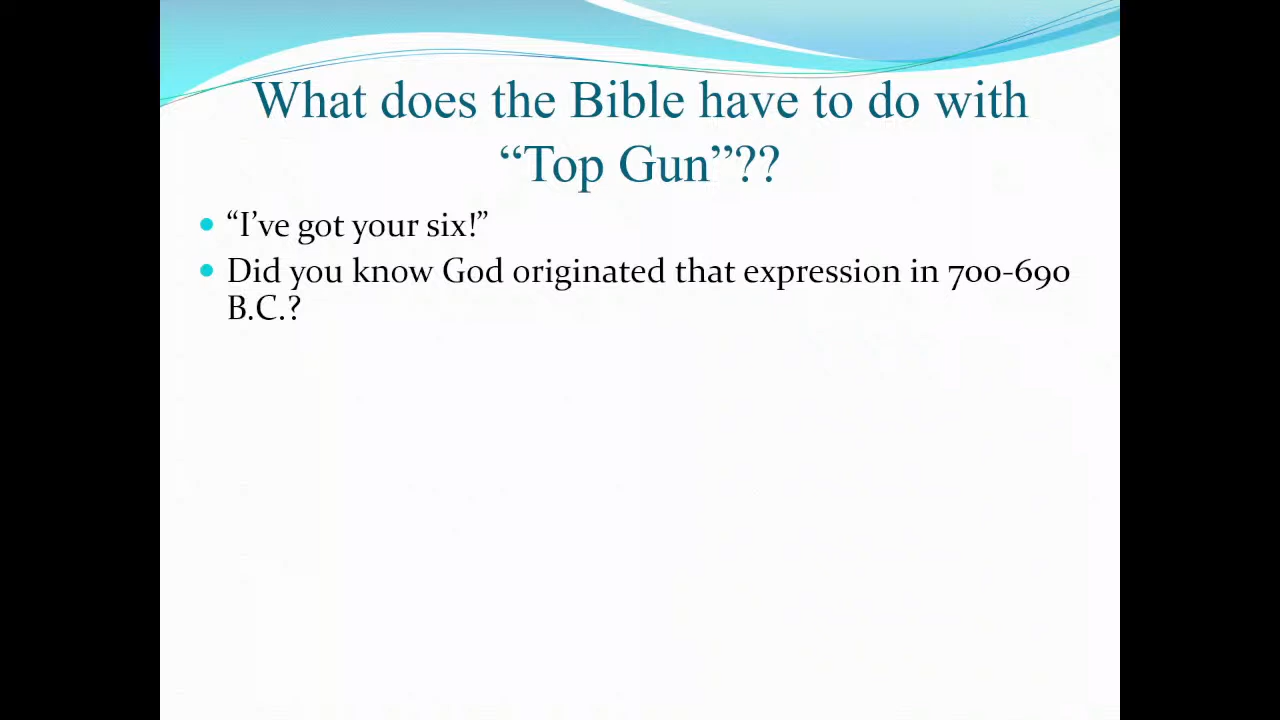 What does the Bible have to do with
“Top Gun”??
“I’ve got your six!”
Did you know God originated that expression in 700-690
B.C.?